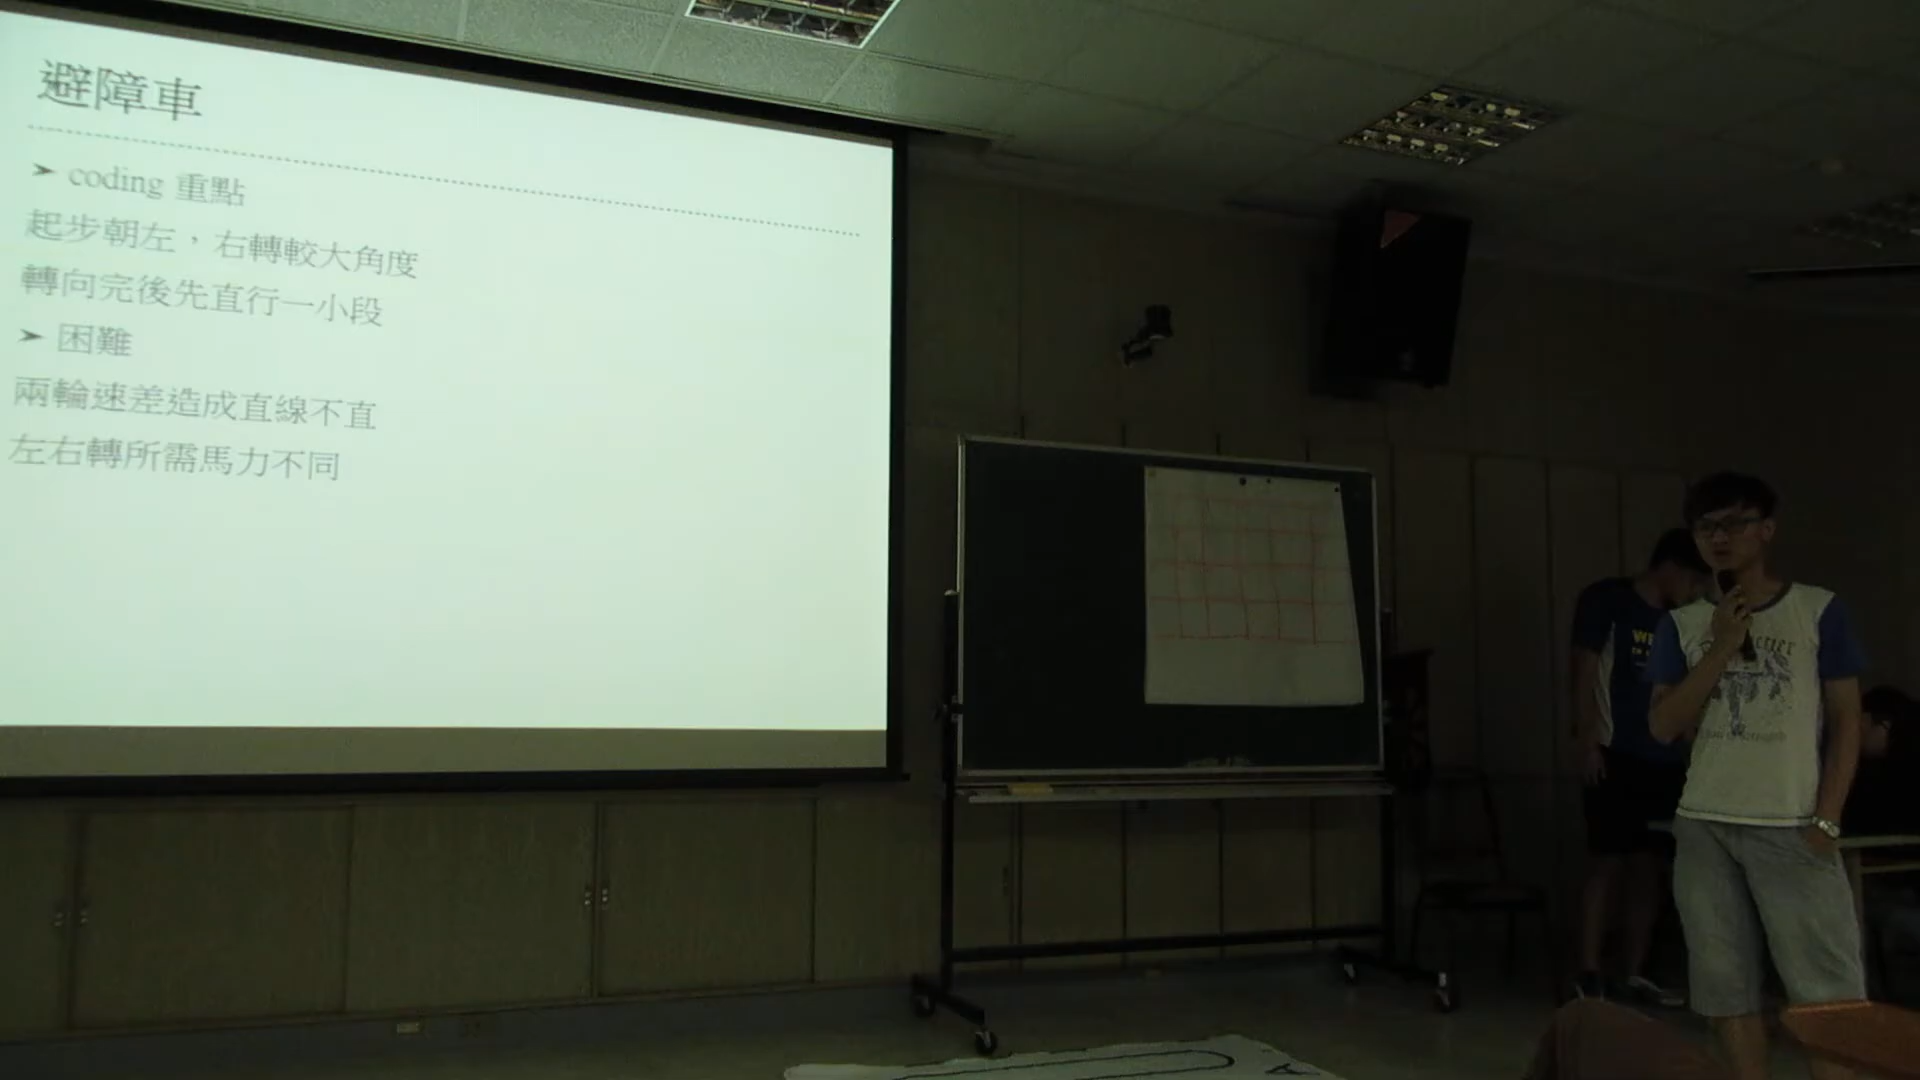 避障車
➤ coding 重點
起步朝左，右轉較大角度
轉向完後先直行一小段
➤ 困難
兩輪速差造成直線不直
左右轉所需馬力不同